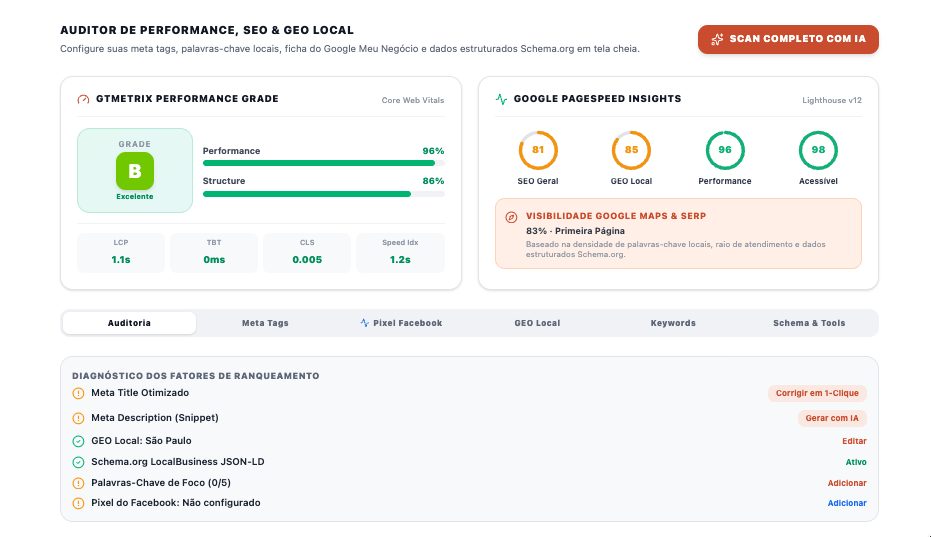 AUDITOR DE PERFORMANCE, SEO & GEO LOCAL
Configure suas meta tags, palavras-chave locais, ficha do Google Meu Negócio e dados estruturados Schema.org em tela cheia.
SCAN COMPLETO COM IA
GTMETRIX PERFORMANCE GRADE
Core Web Vitals
GRADE
B
Excelente
Performance 96%
Structure 86%
LCP
1.1s
TBT
0ms
CLS
0.005
Speed Idx
1.2s
GOOGLE PAGESPEED INSIGHTS
Lighthouse v12
81
SEO Geral
85
GEO Local
96
Performance
98
Acessível
VISIBILIDADE GOOGLE MAPS & SERP
83% · Primeira Página
Baseado na densidade de palavras-chave locais, raio de atendimento e dados
estruturados Schema.org.
Auditoria
Meta Tags
Pixel Facebook
GEO Local
Keywords
Schema & Tools
DIAGNÓSTICO DOS FATORES DE RANQUEAMENTO
Meta Title Otimizado
Corrigir em 1-Clique
Meta Description (Snippet)
Gerar com IA
GEO Local: São Paulo
Editar
Schema.org LocalBusiness JSON-LD
Ativo
Palavras-Chave de Foco (0/5)
Adicionar
Pixel do Facebook: Não configurado
Adicionar